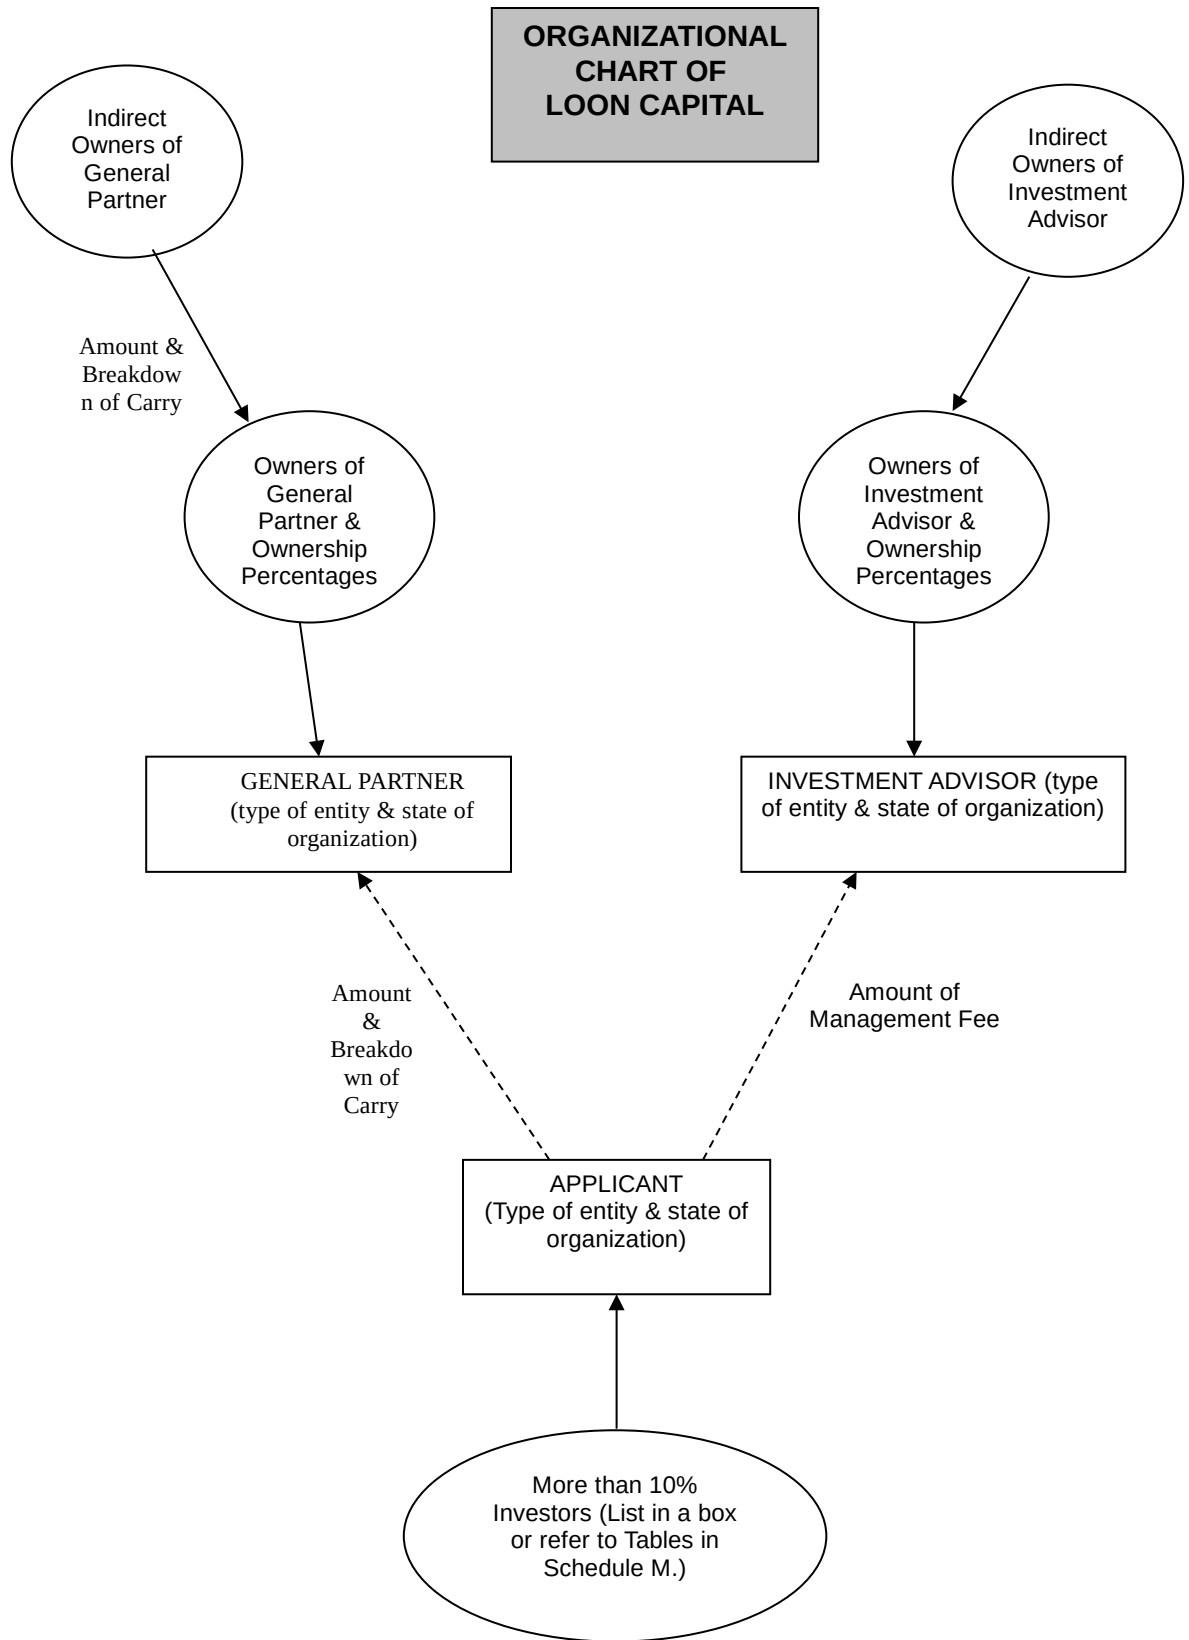 ORGANIZATIONAL
CHART OF
LOON CAPITAL
Indirect
Owners of
General
Partner
Indirect
Owners of
Investment
Advisor
Amount &
Breakdow
n of Carry
Owners of
General
Partner &
Ownership
Percentages
Owners of
Investment
Advisor &
Ownership
Percentages
GENERAL PARTNER
(type of entity & state of
organization)
INVESTMENT ADVISOR (type
of entity & state of organization)
Amount
&
Breakdo
wn of
Carry
Amount of
Management Fee
APPLICANT
(Type of entity & state of
organization)
More than 10%
Investors (List in a box
or refer to Tables in
Schedule M.)